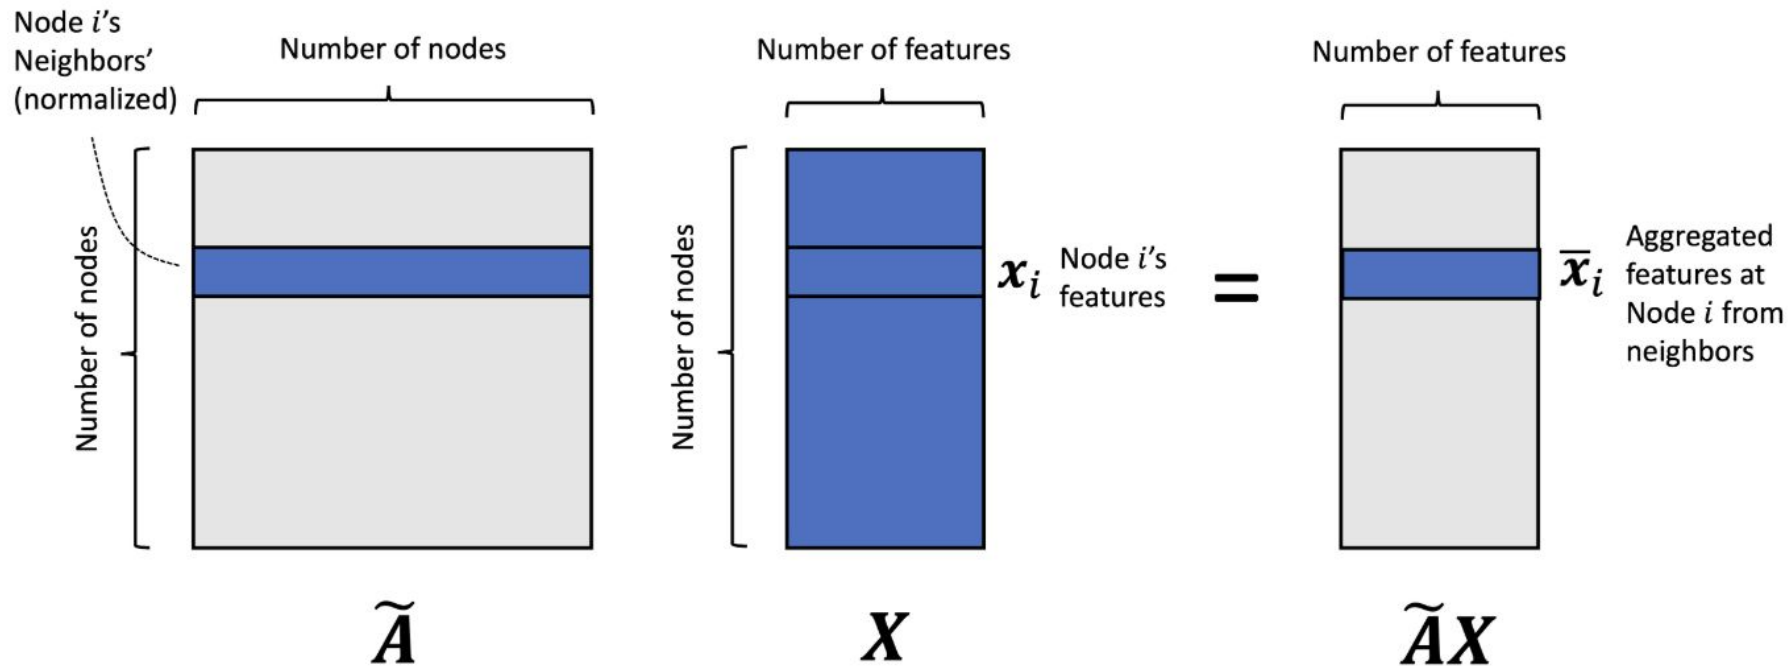 Node i's
Neighbors'
(normalized)
Number of nodes
Number of nodes
Ã
Number of features
Number of nodes
x_i
Node i's
features
X
=
Number of features
x̅_i
Aggregated
features at
Node i from
neighbors
ÃX